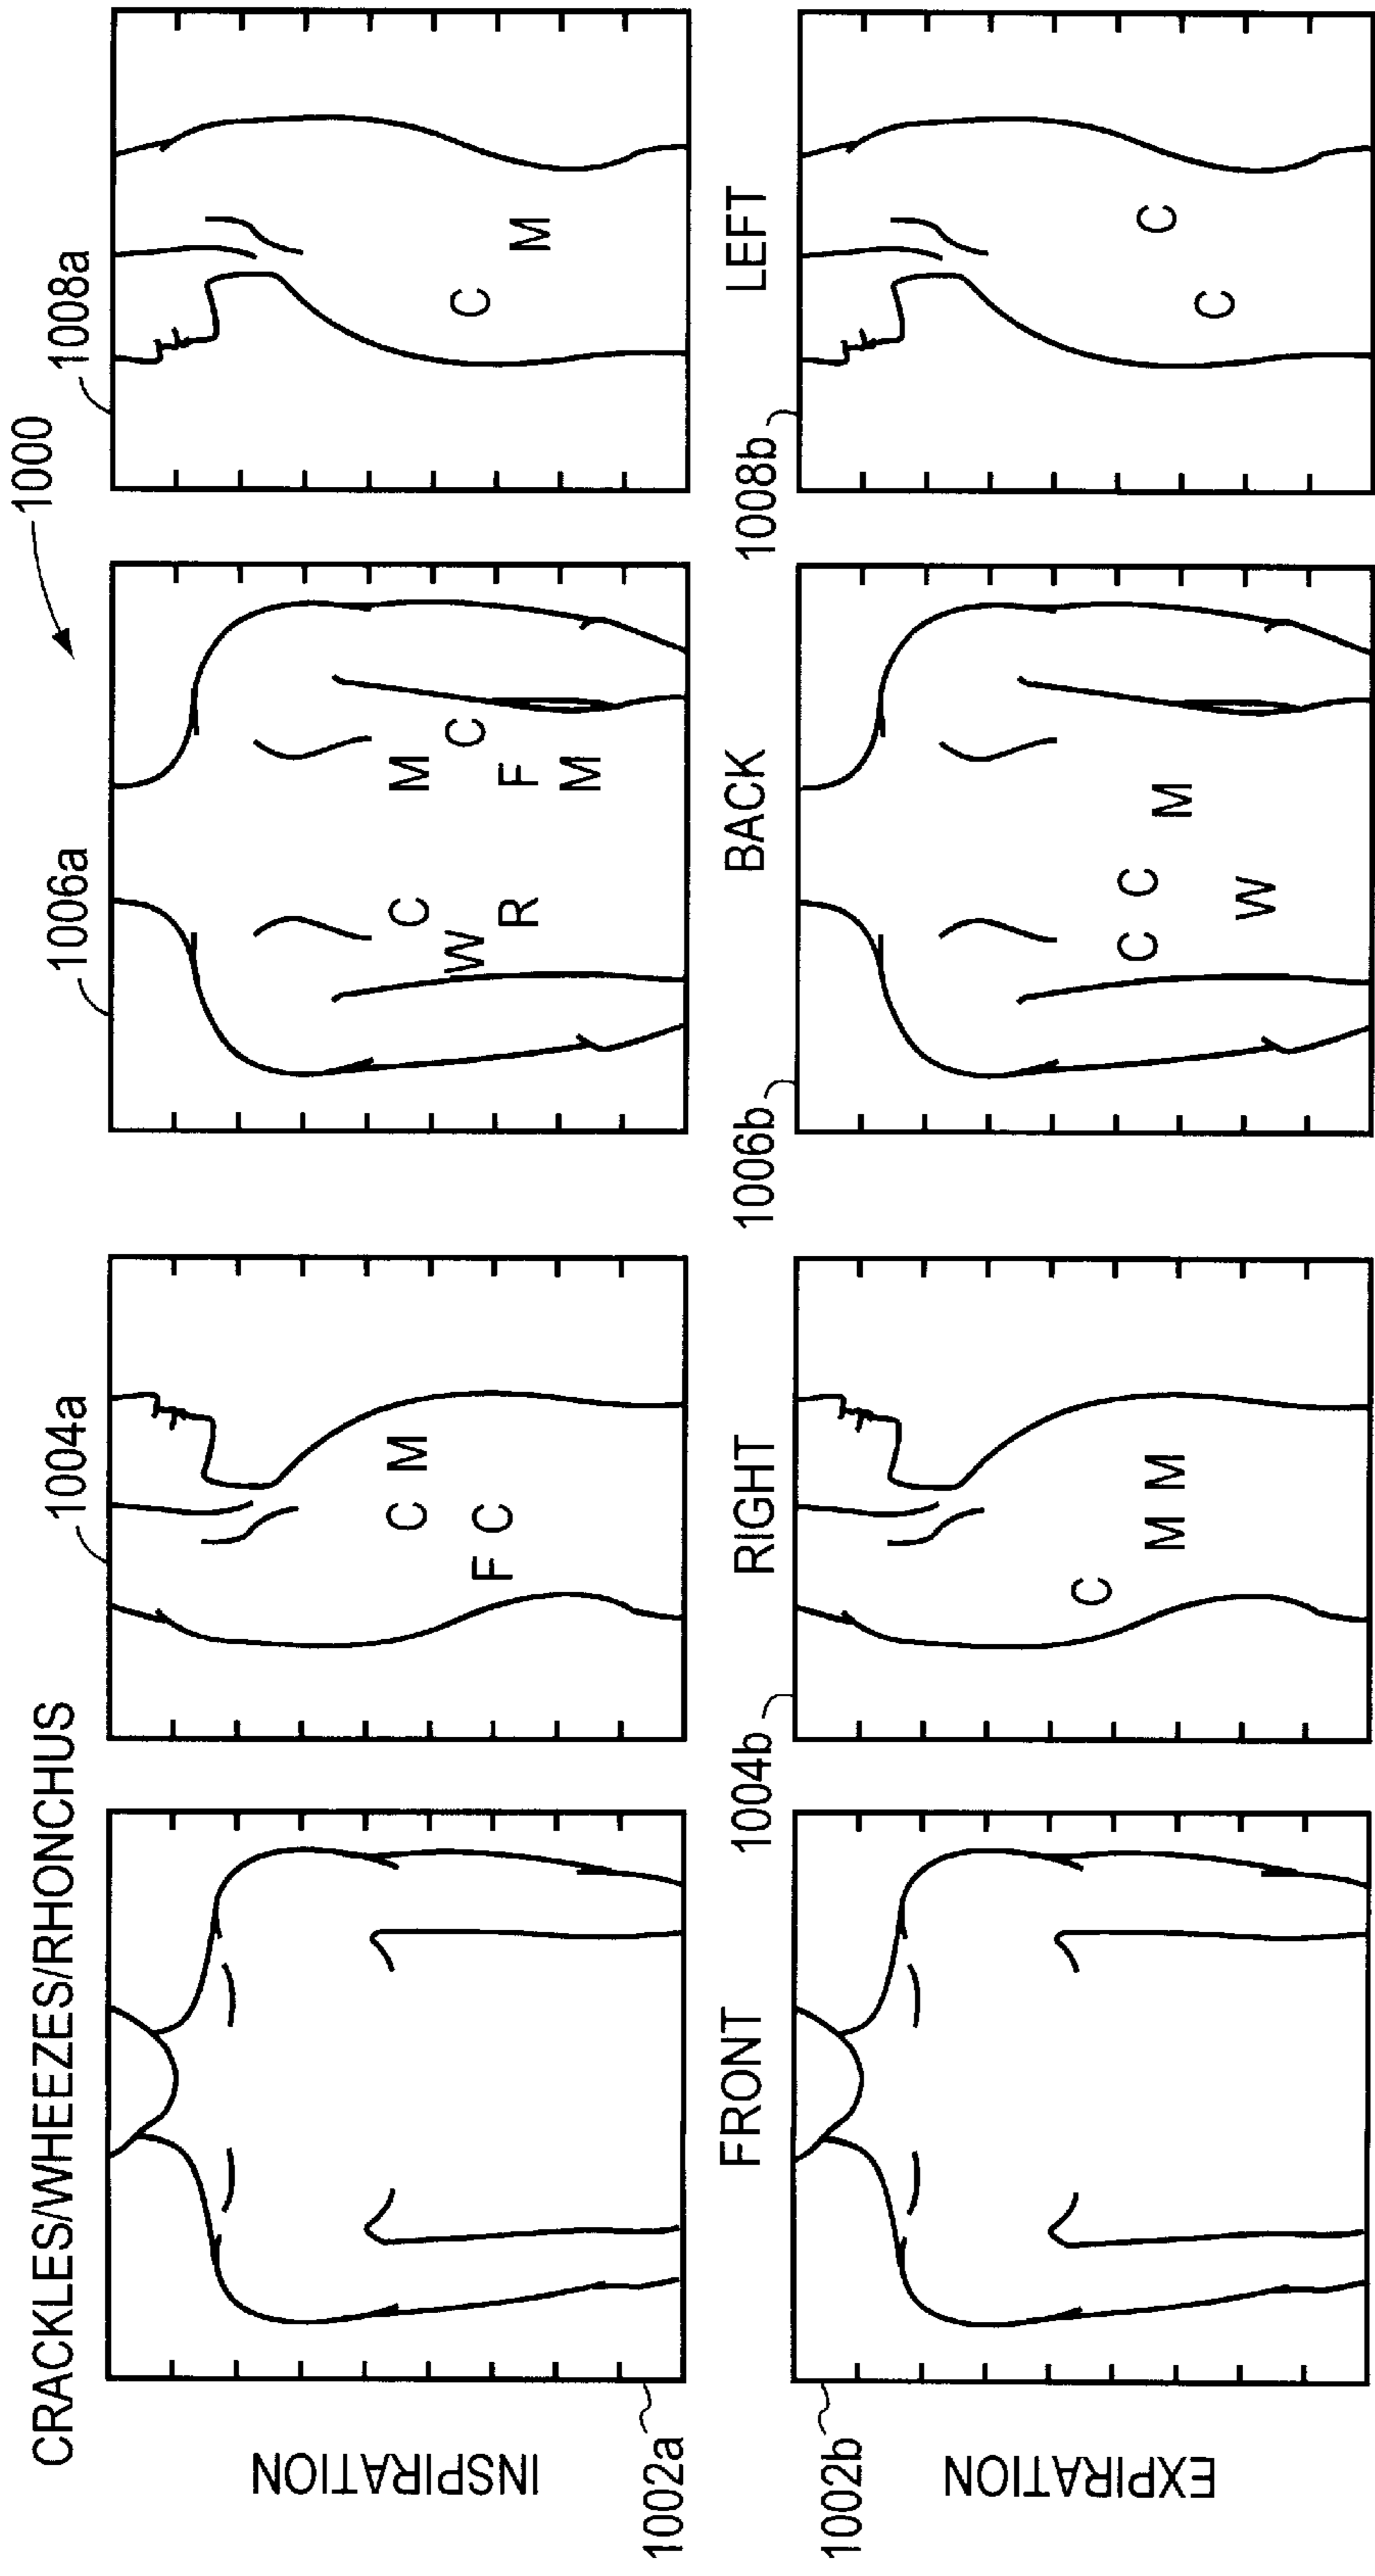 CRACKLES/WHEEZES/RHONCHUS
1000
1004a
1006a
1008a
INSPIRATION
C M
F C
C M
W C
R F
M
C
M
1002a
FRONT
RIGHT
BACK
LEFT
1002b
1004b
1006b
1008b
EXPIRATION
C
M M
C C
M
W
C
C